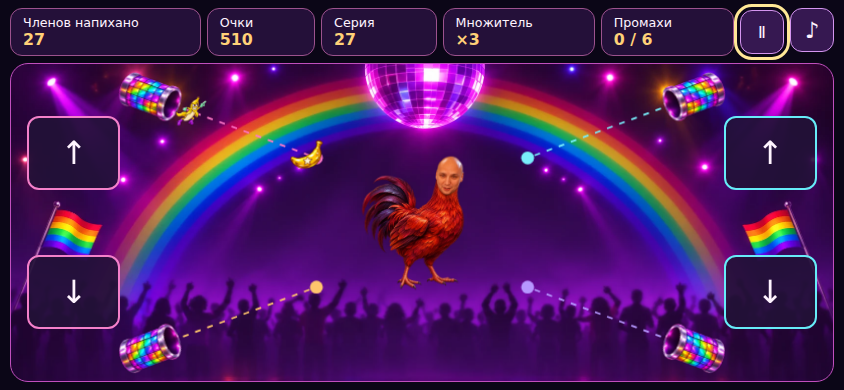 Членов напихано
27
Очки
510
Серия
27
Множитель
×3
Промахи
0 / 6